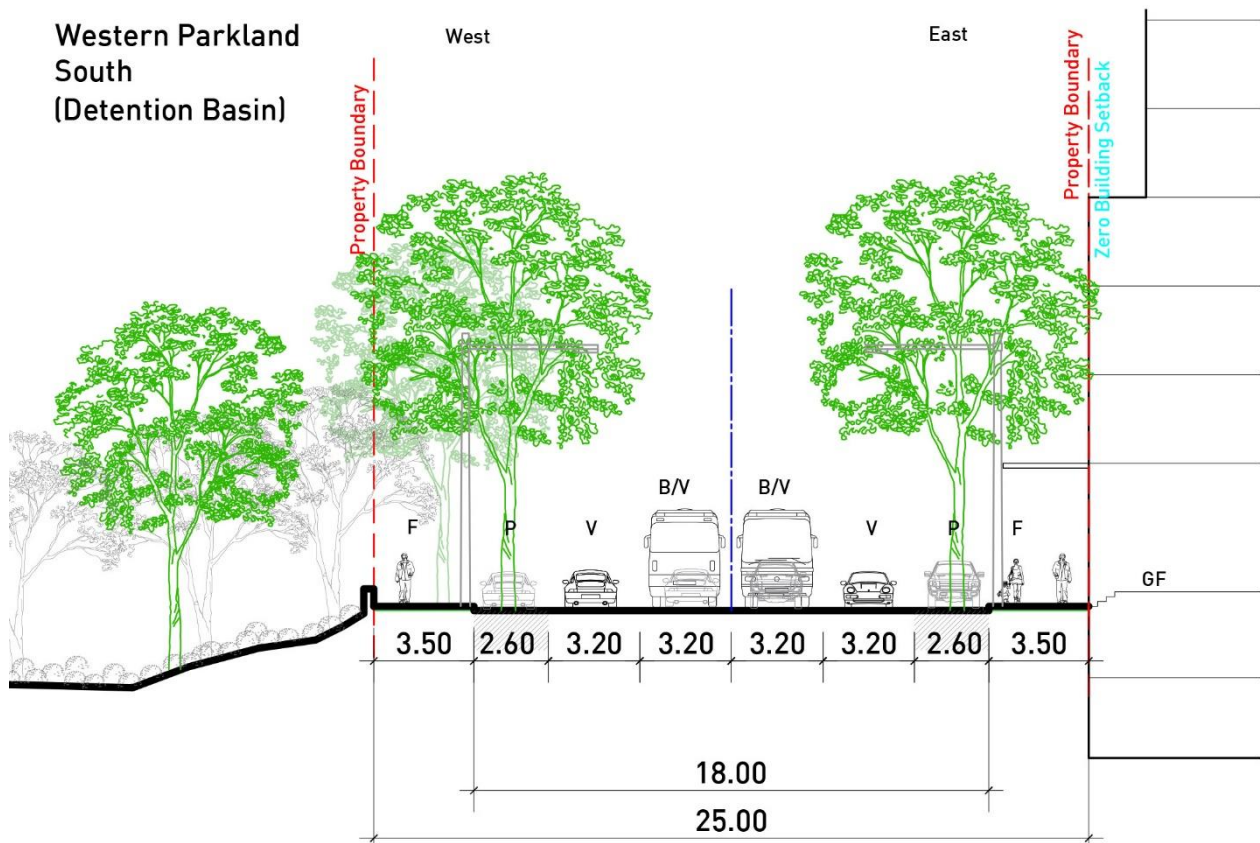 Western Parkland
South
(Detention Basin)
West
East
Property Boundary
Property Boundary
Zero Building Setback
B/V
B/V
F
P
V
V
P
F
GF
3.50 2.60 3.20 3.20 3.20 3.20 2.60 3.50
18.00
25.00